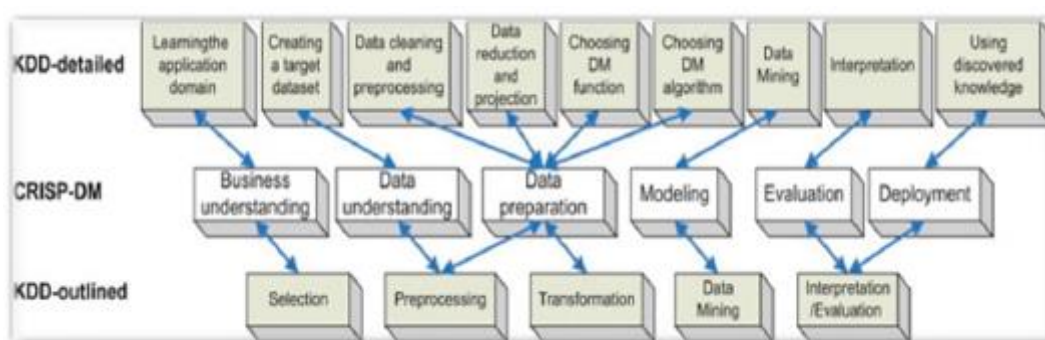 KDD-detailed
Learningthe
application
domain
Creating
a target
dataset
Data cleaning
and
preprocessing
Data
reduction
and
projection
Choosing
DM
function
Choosing
DM
algorithm
Data
Mining
Interpretation
Using
discovered
knowledge
CRISP-DM
Business
understanding
Data
understanding
Data
preparation
Modeling
Evaluation
Deployment
KDD-outlined
Selection
Preprocessing
Transformation
Data
Mining
Interpretation
/Evaluation